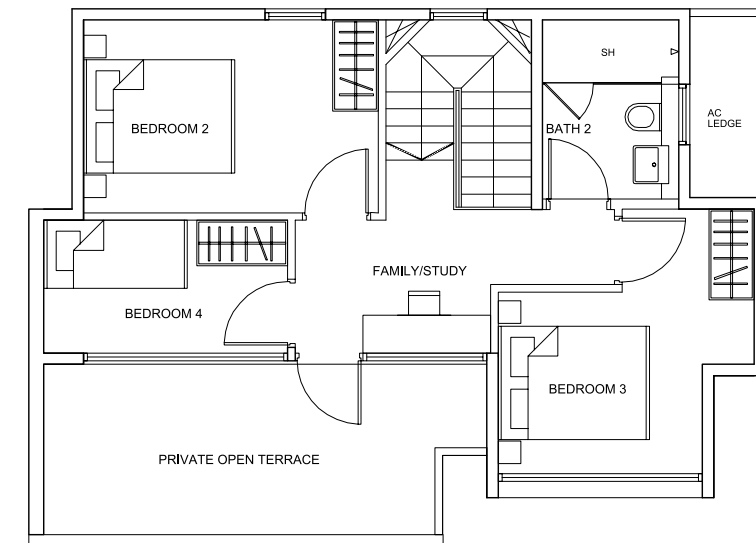 SH
AC
LEDGE
BEDROOM 2
BATH 2
FAMILY/STUDY
BEDROOM 4
BEDROOM 3
PRIVATE OPEN TERRACE